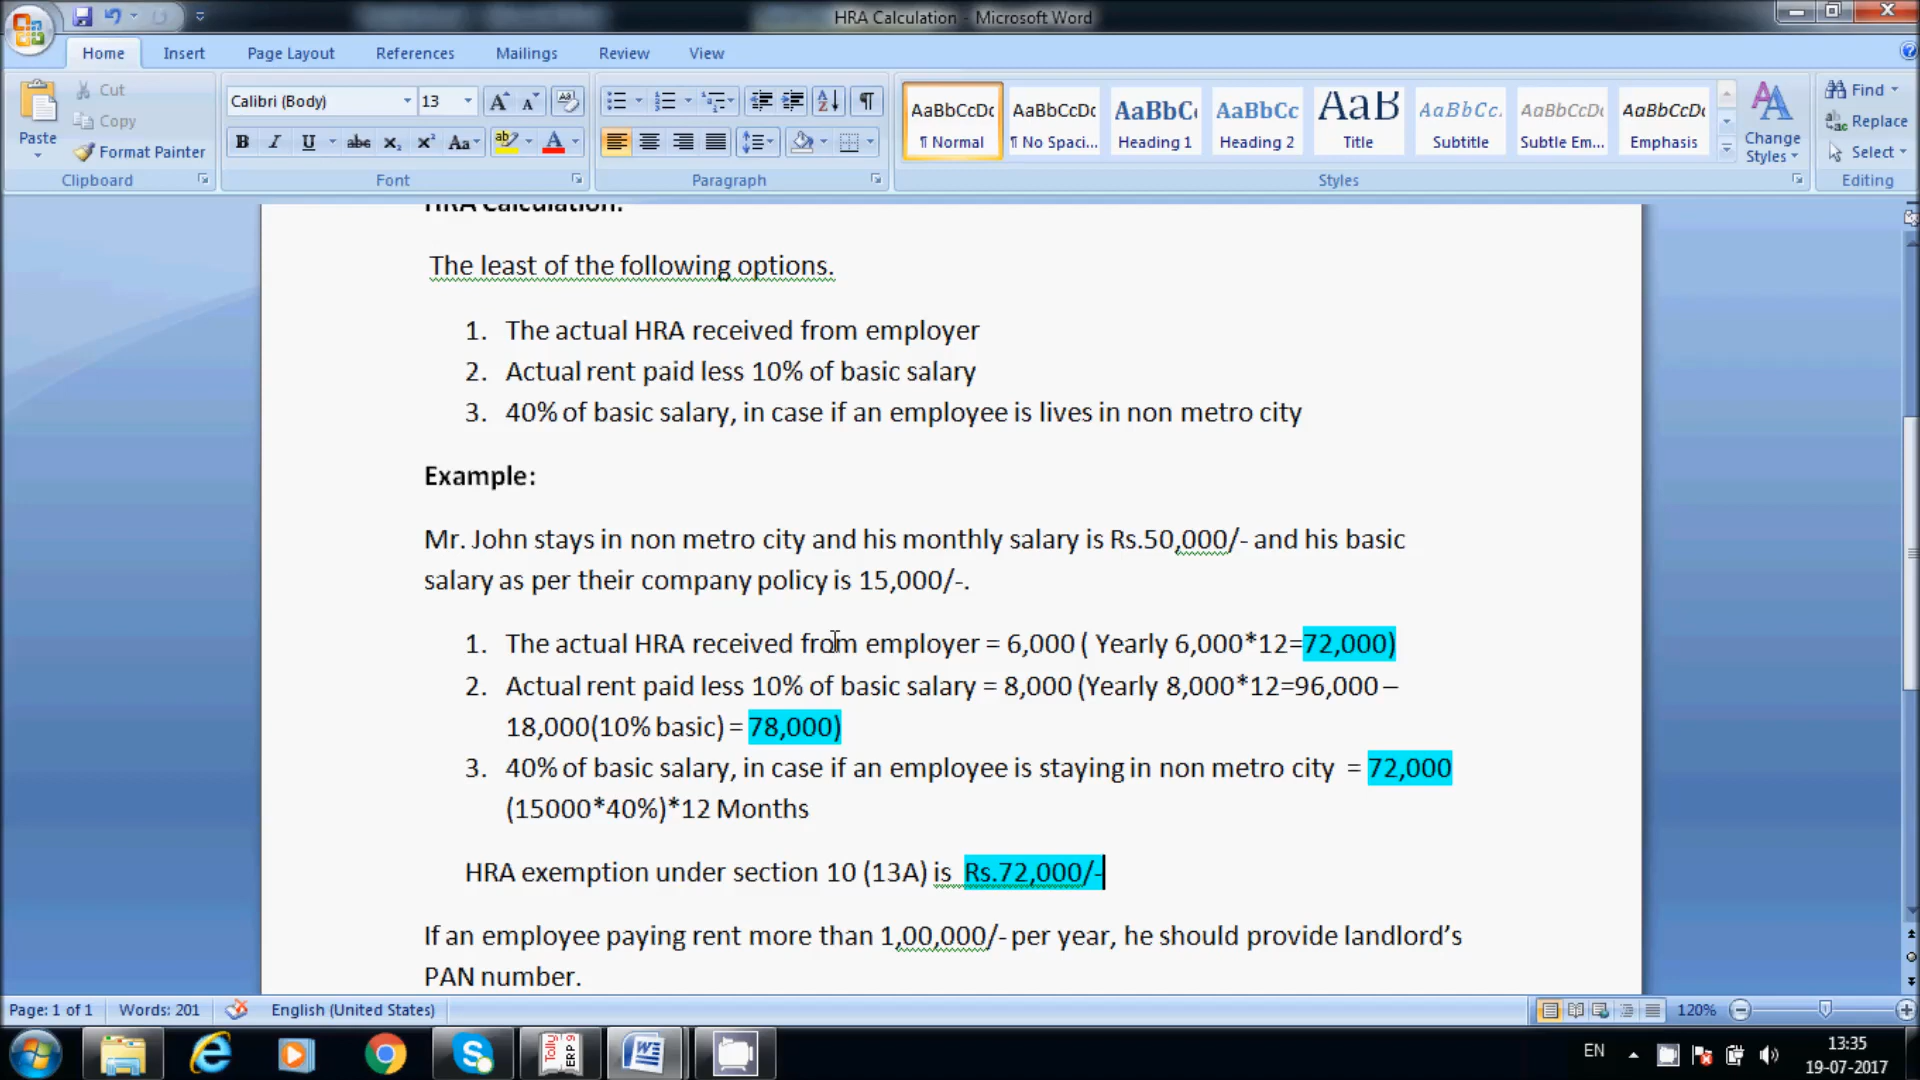 HRA Calculation - Microsoft Word
Home Insert Page Layout References Mailings Review View
Paste
Cut
Copy
Format Painter
Clipboard
Calibri (Body) 13
Font
Paragraph
AaBbCcDc AaBbCcDc AaBbC AaBbCc AaB AaBbCc. AaBbCcDc AaBbCcDc
¶ Normal ¶ No Spaci... Heading 1 Heading 2 Title Subtitle Subtle Em... Emphasis
Styles
Change Styles
Find
Replace
Select
Editing
HRA Calculation:
The least of the following options.
1. The actual HRA received from employer
2. Actual rent paid less 10% of basic salary
3. 40% of basic salary, in case if an employee is lives in non metro city
Example:
Mr. John stays in non metro city and his monthly salary is Rs.50,000/- and his basic
salary as per their company policy is 15,000/-.
1. The actual HRA received from employer = 6,000 ( Yearly 6,000*12=72,000)
2. Actual rent paid less 10% of basic salary = 8,000 (Yearly 8,000*12=96,000 –
18,000(10% basic) = 78,000)
3. 40% of basic salary, in case if an employee is staying in non metro city = 72,000
(15000*40%)*12 Months
HRA exemption under section 10 (13A) is Rs.72,000/-
If an employee paying rent more than 1,00,000/- per year, he should provide landlord’s
PAN number.
Page: 1 of 1 Words: 201 English (United States) 120%
Tally ERP 9
EN
13:35
19-07-2017